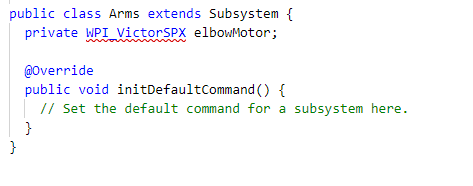 public class Arms extends Subsystem {
private WPI_VictorSPX elbowMotor;
@Override
public void initDefaultCommand() {
// Set the default command for a subsystem here.
}
}